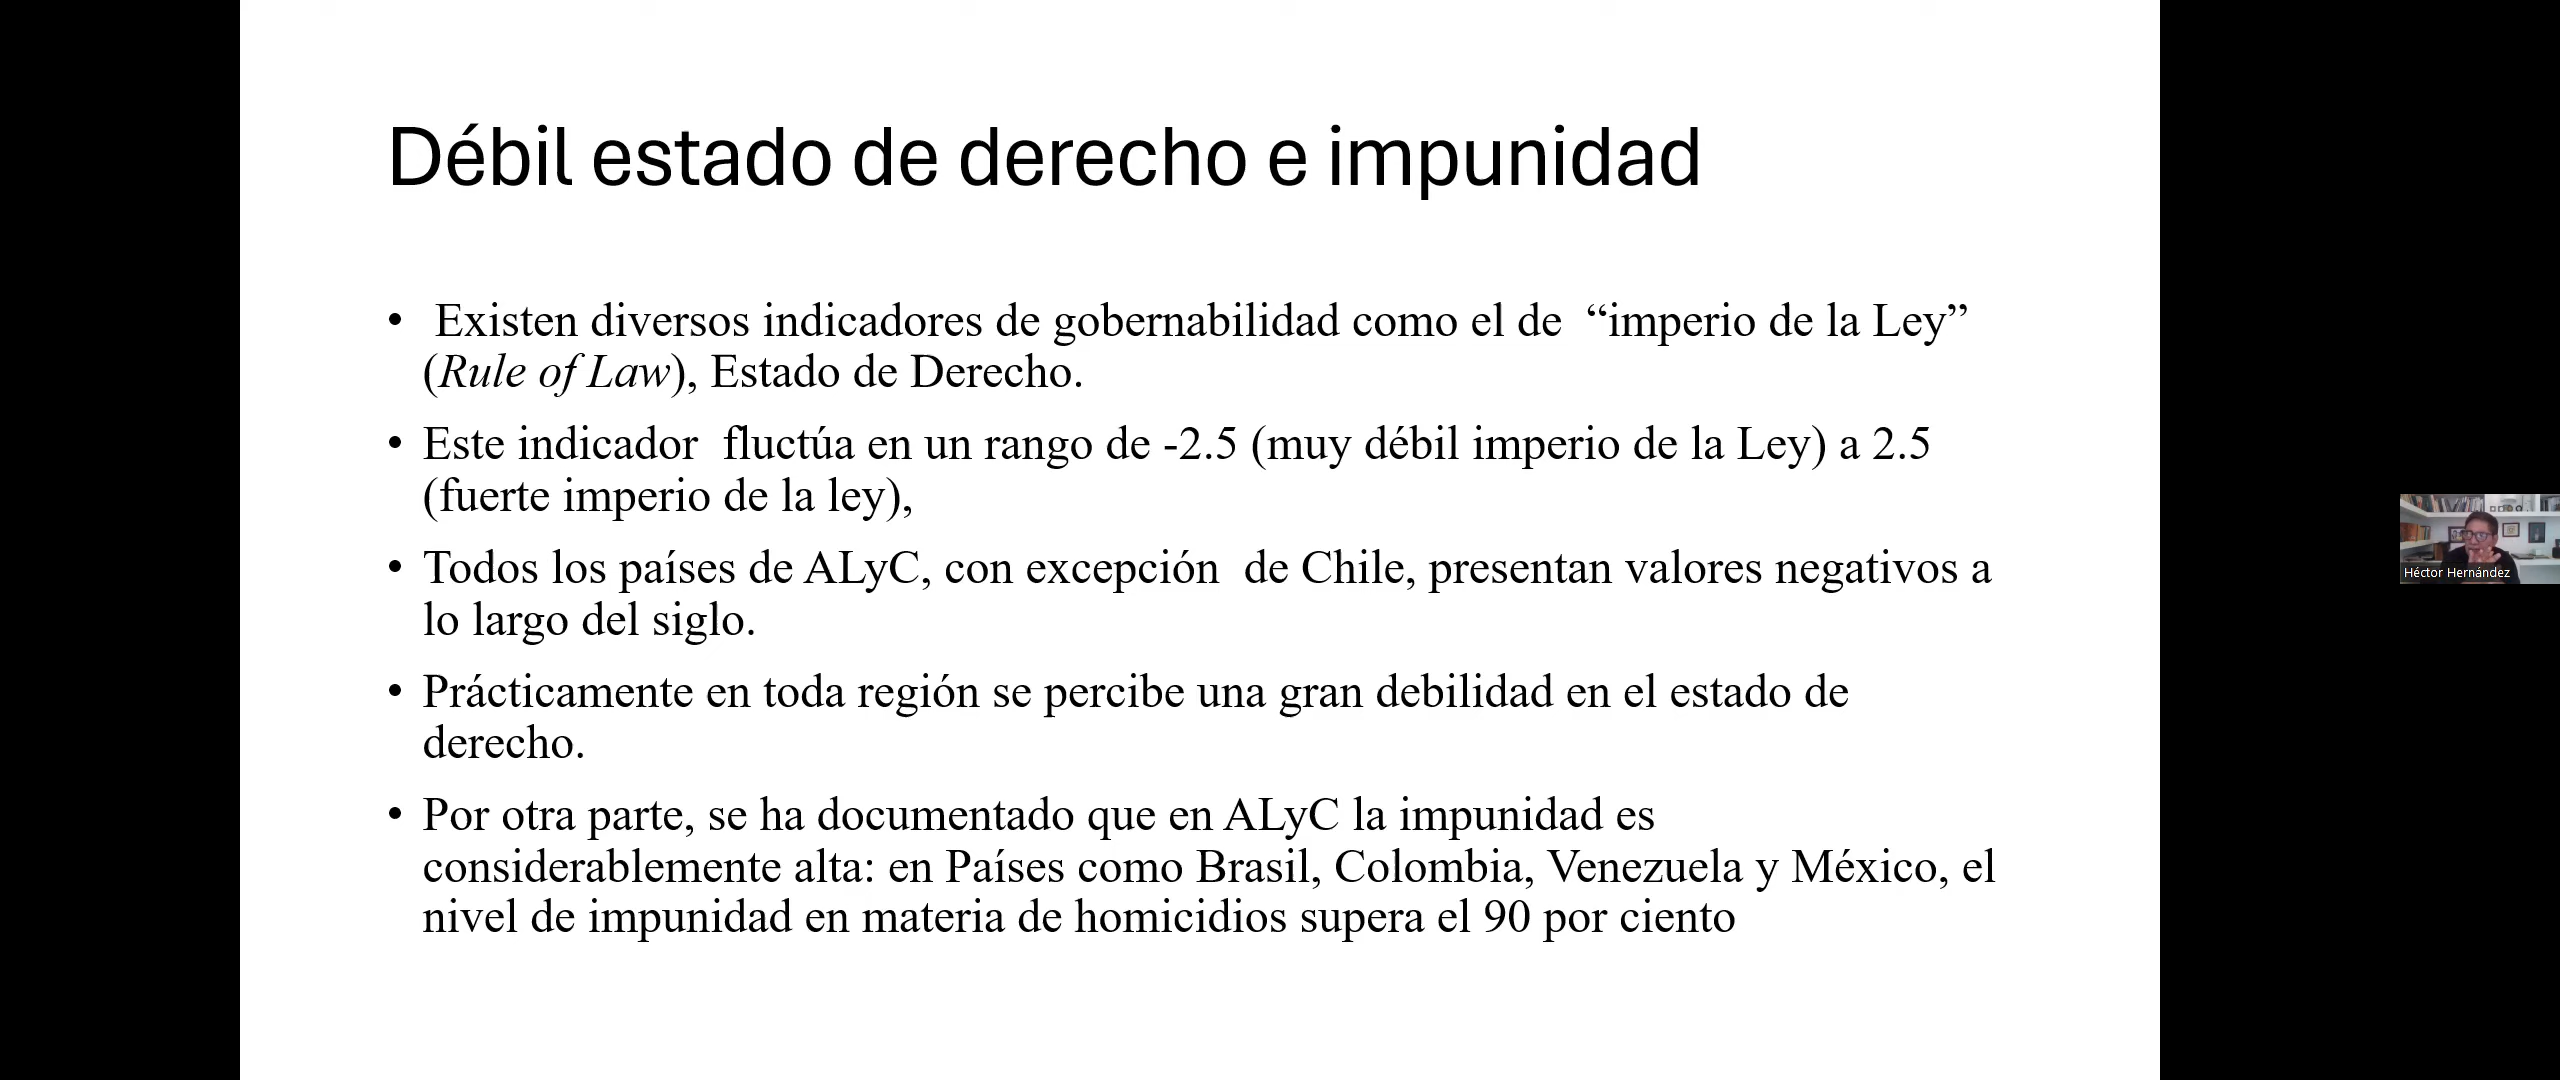 Débil estado de derecho e impunidad
• Existen diversos indicadores de gobernabilidad como el de “imperio de la Ley”
(Rule of Law), Estado de Derecho.
• Este indicador fluctúa en un rango de -2.5 (muy débil imperio de la Ley) a 2.5
(fuerte imperio de la ley),
• Todos los países de ALyC, con excepción de Chile, presentan valores negativos a
lo largo del siglo.
• Prácticamente en toda región se percibe una gran debilidad en el estado de
derecho.
• Por otra parte, se ha documentado que en ALyC la impunidad es
considerablemente alta: en Países como Brasil, Colombia, Venezuela y México, el
nivel de impunidad en materia de homicidios supera el 90 por ciento
Héctor Hernández